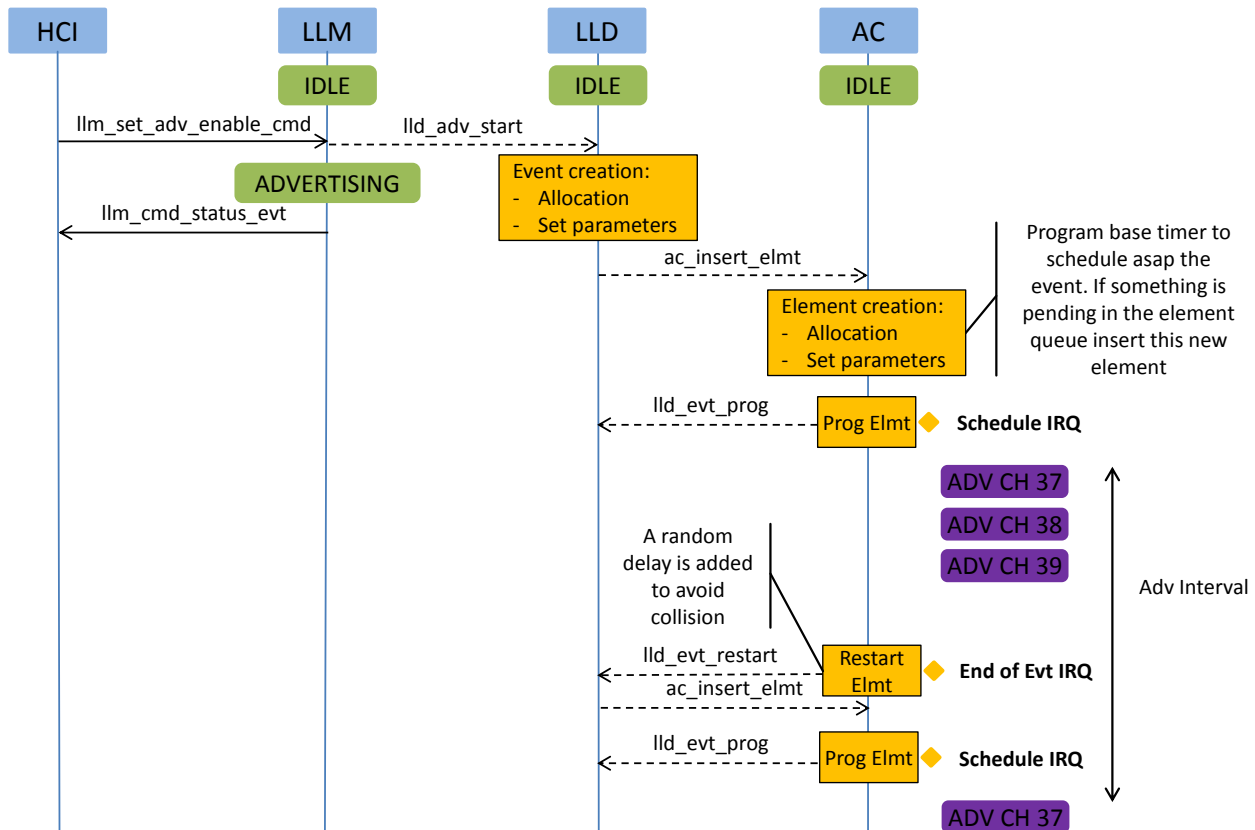 HCI
LLM
LLD
AC
IDLE
IDLE
IDLE
llm_set_adv_enable_cmd
lld_adv_start
ADVERTISING
Event creation:
- Allocation
- Set parameters
llm_cmd_status_evt
ac_insert_elmt
Program base timer to
schedule asap the
event. If something is
pending in the element
queue insert this new
element
Element creation:
- Allocation
- Set parameters
lld_evt_prog
Prog Elmt
Schedule IRQ
ADV CH 37
ADV CH 38
ADV CH 39
A
random
delay is added
to avoid
collision
Adv Interval
lld_evt_restart
Restart
Elmt
End of Evt IRQ
ac_insert_elmt
lld_evt_prog
Prog Elmt
Schedule IRQ
ADV CH 37